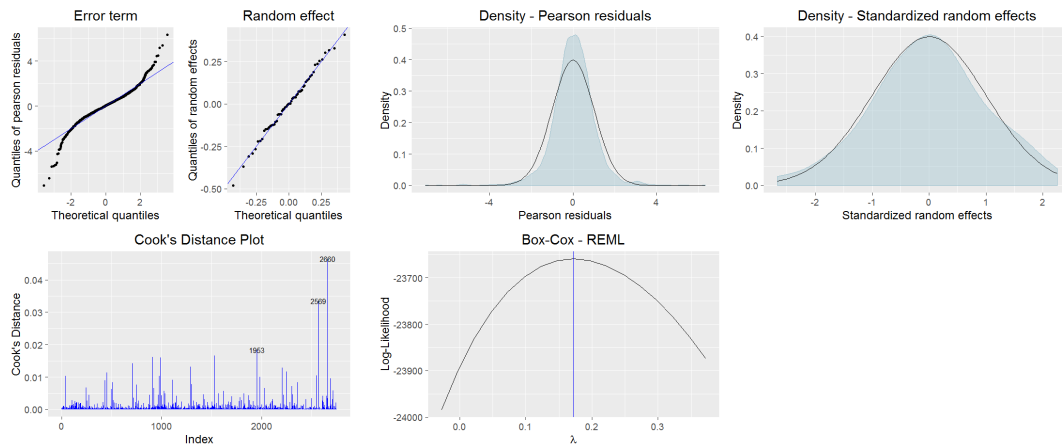 Error term
Quantiles of pearson residuals
4
0
-4
-2
0
2
Theoretical quantiles
Random effect
Quantiles of random effects
0.25
0.00
-0.25
-0.50
-0.25
0.00
0.25
Theoretical quantiles
Density - Pearson residuals
Density
0.5
0.4
0.3
0.2
0.1
0.0
-4
0
4
Pearson residuals
Density - Standardized random effects
Density
0.4
0.3
0.2
0.1
0.0
-2
-1
0
1
2
Standardized random effects
Cook's Distance Plot
Cook's Distance
0.04
0.03
0.02
0.01
0.00
2660
2569
1953
0
1000
2000
Index
Box-Cox - REML
Log-Likelihood
-23700
-23800
-23900
-24000
0.0
0.1
0.2
0.3
λ